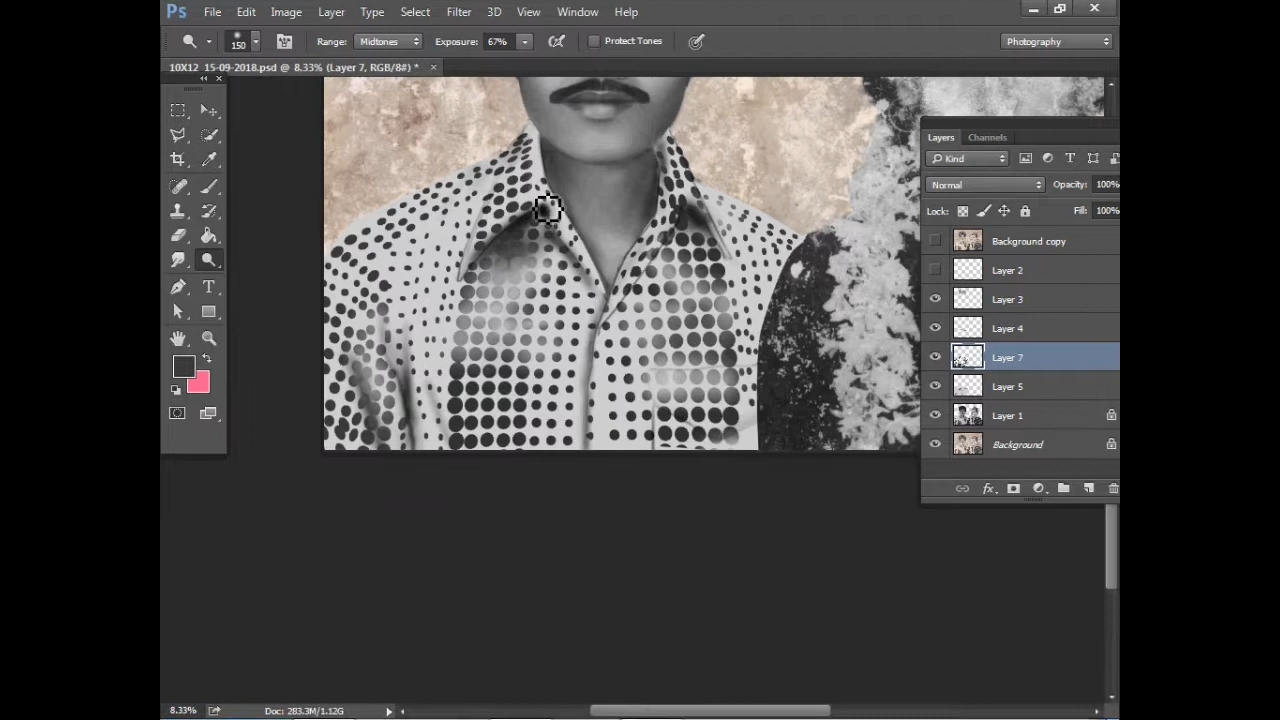 Ps File Edit Image Layer Type Select Filter 3D View Window Help
150 Range: Midtones Exposure: 67% Protect Tones Photography
10X12 15-09-2018.psd @ 8.33% (Layer 7, RGB/8#) *
Layers Channels
Kind
Normal Opacity: 100%
Lock: Fill: 100%
Background copy
Layer 2
Layer 3
Layer 4
Layer 7
Layer 5
Layer 1
Background
fx
8.33% Doc: 283.3M/1.12G